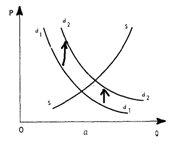 P
d₁ d₂ S
S d₂
d₁
O a Q